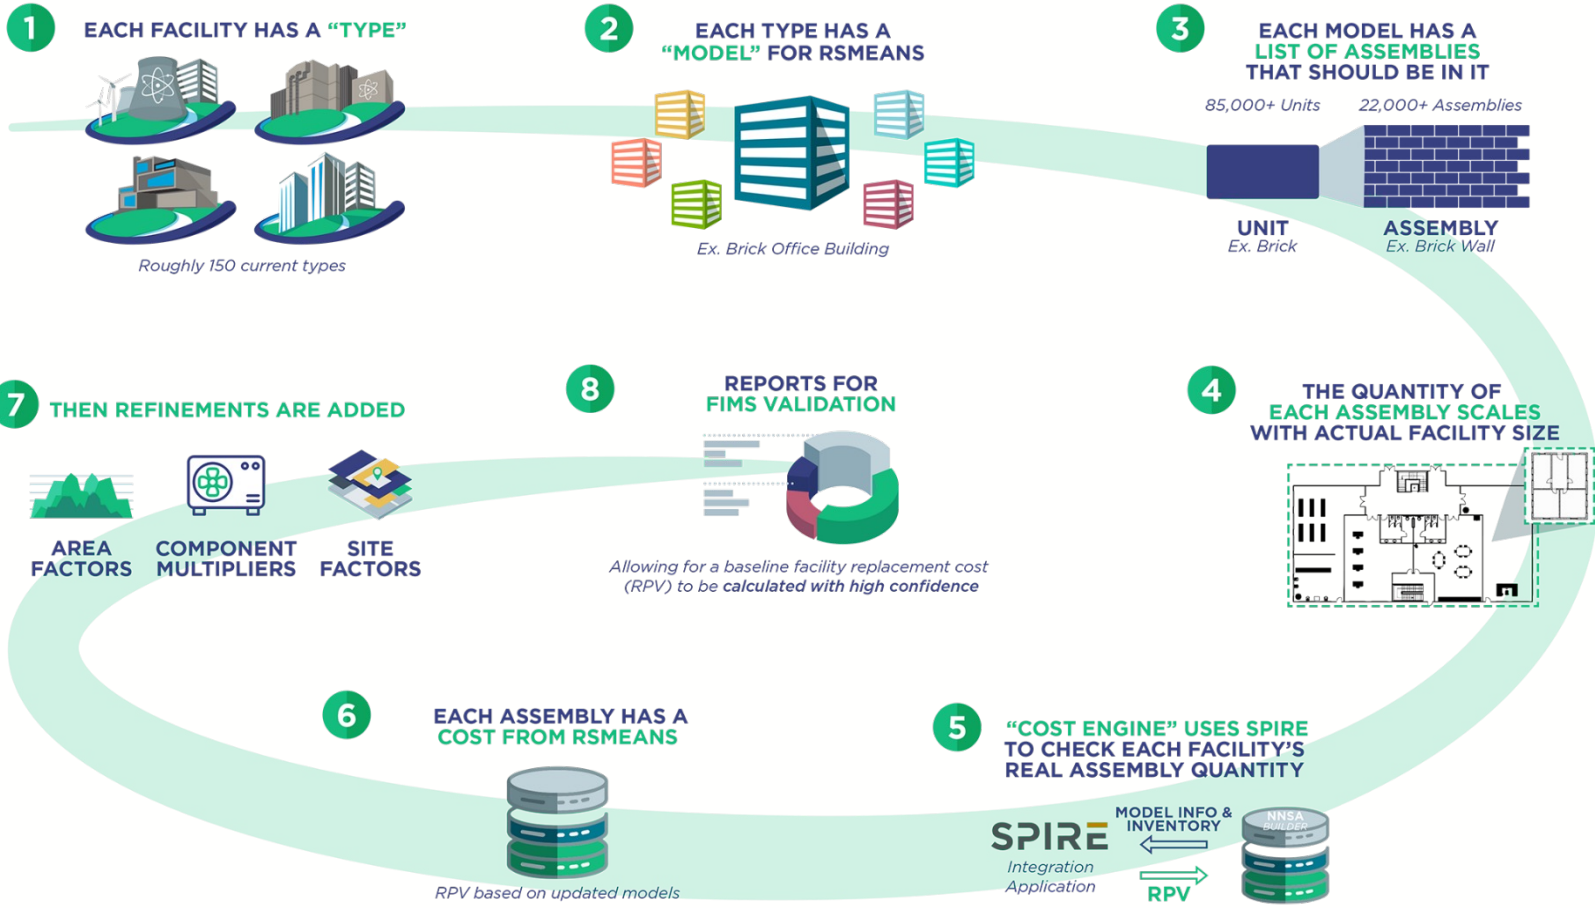 1
EACH FACILITY HAS A “TYPE”
Roughly 150 current types
2
EACH TYPE HAS A
“MODEL” FOR RSMEANS
Ex. Brick Office Building
3
EACH MODEL HAS A
LIST OF ASSEMBLIES
THAT SHOULD BE IN IT
85,000+ Units
22,000+ Assemblies
UNIT
Ex. Brick
ASSEMBLY
Ex. Brick Wall
4
THE QUANTITY OF
EACH ASSEMBLY SCALES
WITH ACTUAL FACILITY SIZE
5
“COST ENGINE” USES SPIRE
TO CHECK EACH FACILITY’S
REAL ASSEMBLY QUANTITY
SPIRE
Integration
Application
MODEL INFO &
INVENTORY
RPV
NNSA
BUILDER
6
EACH ASSEMBLY HAS A
COST FROM RSMEANS
RPV based on updated models
7
THEN REFINEMENTS ARE ADDED
AREA
FACTORS
COMPONENT
MULTIPLIERS
SITE
FACTORS
8
REPORTS FOR
FIMS VALIDATION
Allowing for a baseline facility replacement cost
(RPV) to be calculated with high confidence